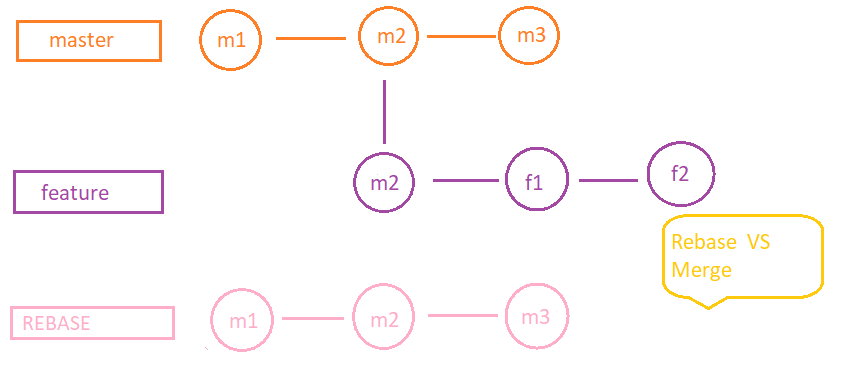 master
m1
m2
m3
feature
m2
f1
f2
Rebase VS
Merge
REBASE
m1
m2
m3